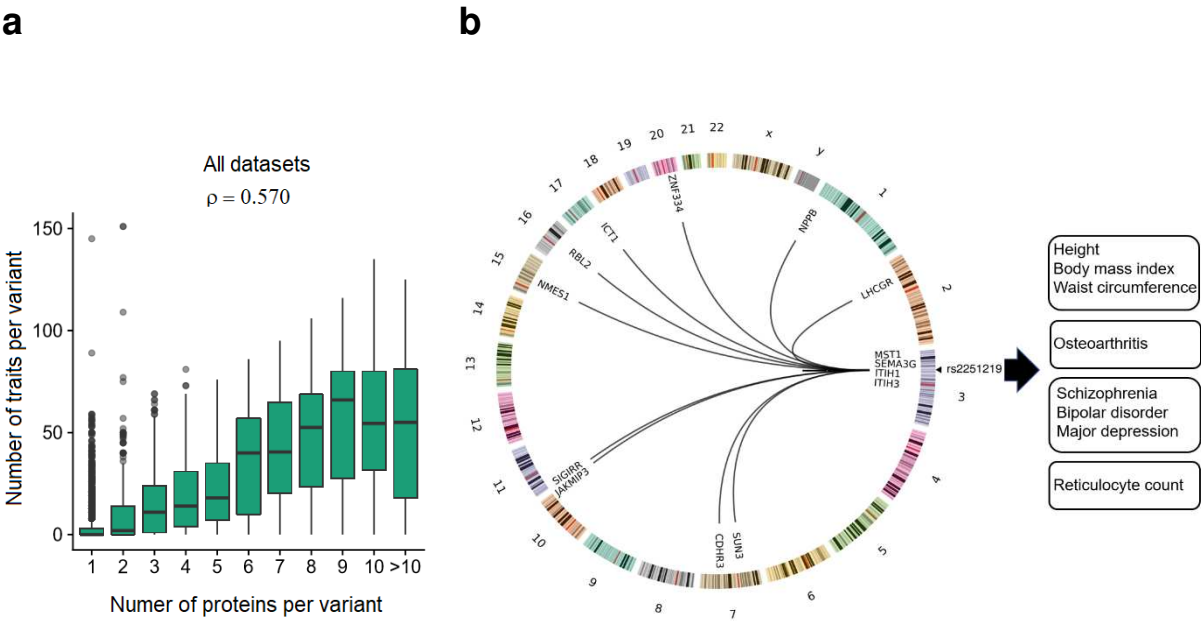 a
b
All datasets
ρ = 0.570
Number of traits per variant
150
100
50
0
1 2 3 4 5 6 7 8 9 10 >10
Numer of proteins per variant
1
2
3
4
5
6
7
8
9
10
11
12
13
14
15
16
17
18
19
20
21
22
x
y
ZNF334
NPPB
ICT1
RBL2
NMES1
LHCGR
MST1
SEMA3G
ITIH1
ITIH3
rs2251219
SIGIRR
JAKMIP3
CDHR3
SUN3
Height
Body mass index
Waist circumference
Osteoarthritis
Schizophrenia
Bipolar disorder
Major depression
Reticulocyte count